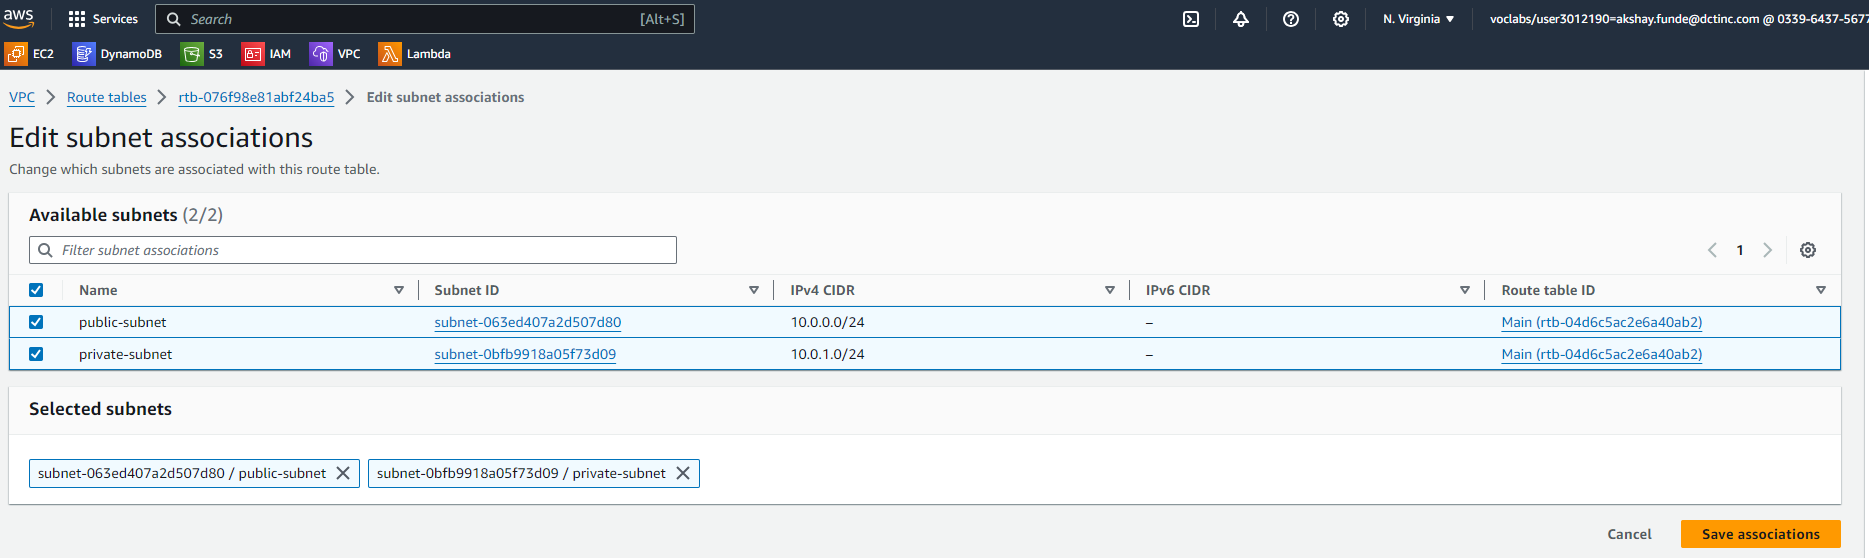 aws Services Search [Alt+S] N. Virginia voclabs/user3012190=akshay.funde@dctinc.com @ 0339-6437-5677
EC2 DynamoDB S3 IAM VPC Lambda
VPC Route tables rtb-076f98e81abf24ba5 Edit subnet associations
Edit subnet associations
Change which subnets are associated with this route table.
Available subnets (2/2)
Filter subnet associations 1
Name Subnet ID IPv4 CIDR IPv6 CIDR Route table ID
public-subnet subnet-063ed407a2d507d80 10.0.0.0/24 – Main (rtb-04d6c5ac2e6a40ab2)
private-subnet subnet-0bfb9918a05f73d09 10.0.1.0/24 – Main (rtb-04d6c5ac2e6a40ab2)
Selected subnets
subnet-063ed407a2d507d80 / public-subnet subnet-0bfb9918a05f73d09 / private-subnet
Cancel Save associations